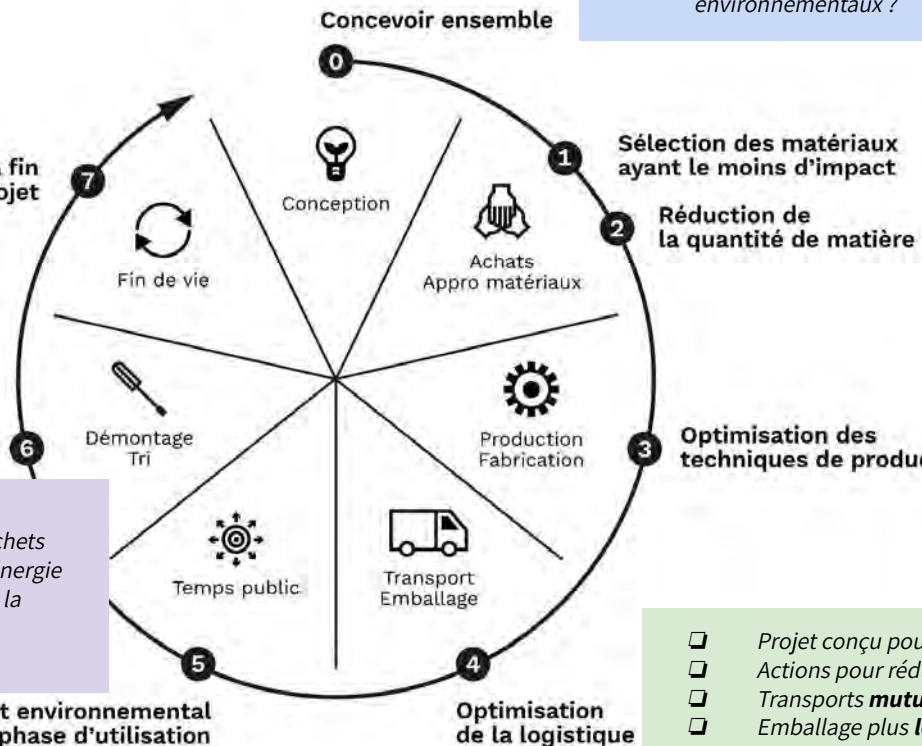 environnementaux ?
Concevoir ensemble
0
Conception
1
Sélection des matériaux
ayant le moins d'impact
2
Réduction de
la quantité de matière
Achats
Appro matériaux
3
Optimisation des
techniques de produc
Production
Fabrication
Transport
Emballage
4
Optimisation
de la logistique
Projet conçu pou
Actions pour réd
Transports mutu
Emballage plus l
Temps public
5
t environnemental
phase d'utilisation
chets
nergie
la
Démontage
Tri
6
Fin de vie
7
fin
ojet